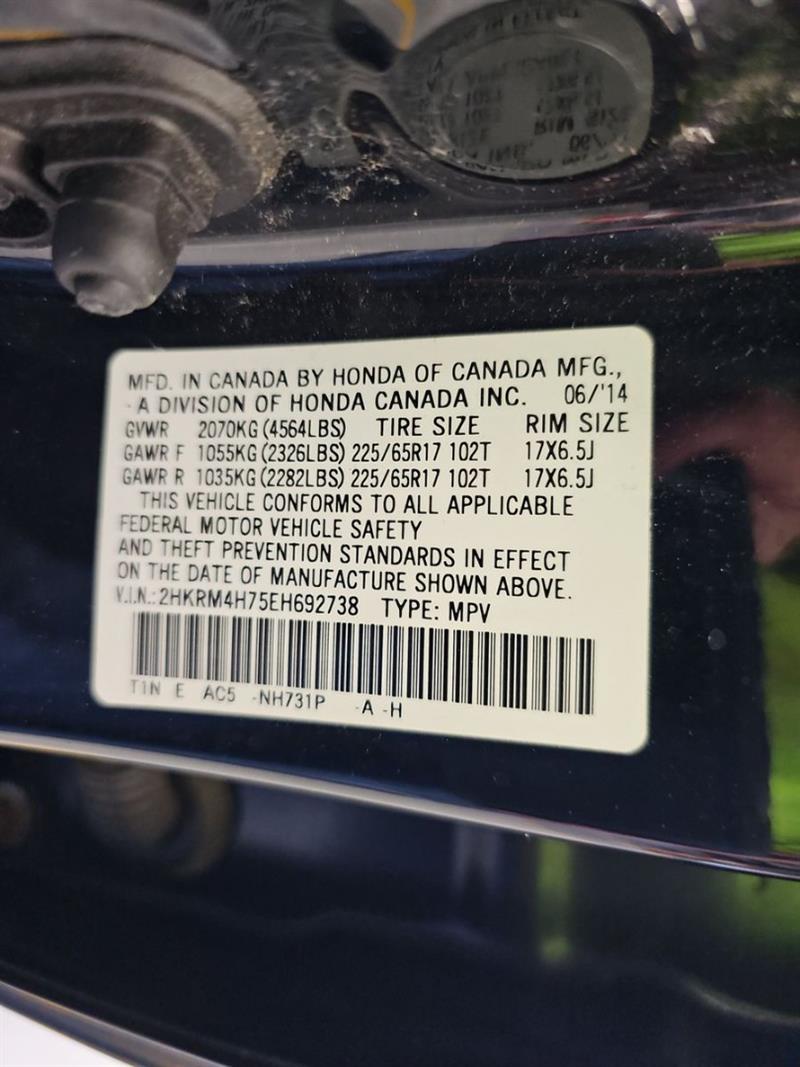 MFD. IN CANADA BY HONDA OF CANADA MFG.,
A DIVISION OF HONDA CANADA INC. 06/'14
GVWR 2070KG (4564LBS) TIRE SIZE RIM SIZE
GAWR F 1055KG (2326LBS) 225/65R17 102T 17X6.5J
GAWR R 1035KG (2282LBS) 225/65R17 102T 17X6.5J
THIS VEHICLE CONFORMS TO ALL APPLICABLE
FEDERAL MOTOR VEHICLE SAFETY
AND THEFT PREVENTION STANDARDS IN EFFECT
ON THE DATE OF MANUFACTURE SHOWN ABOVE.
V.I.N.: 2HKRM4H75EH692738 TYPE: MPV
T1N E AC5 -NH731P -A -H